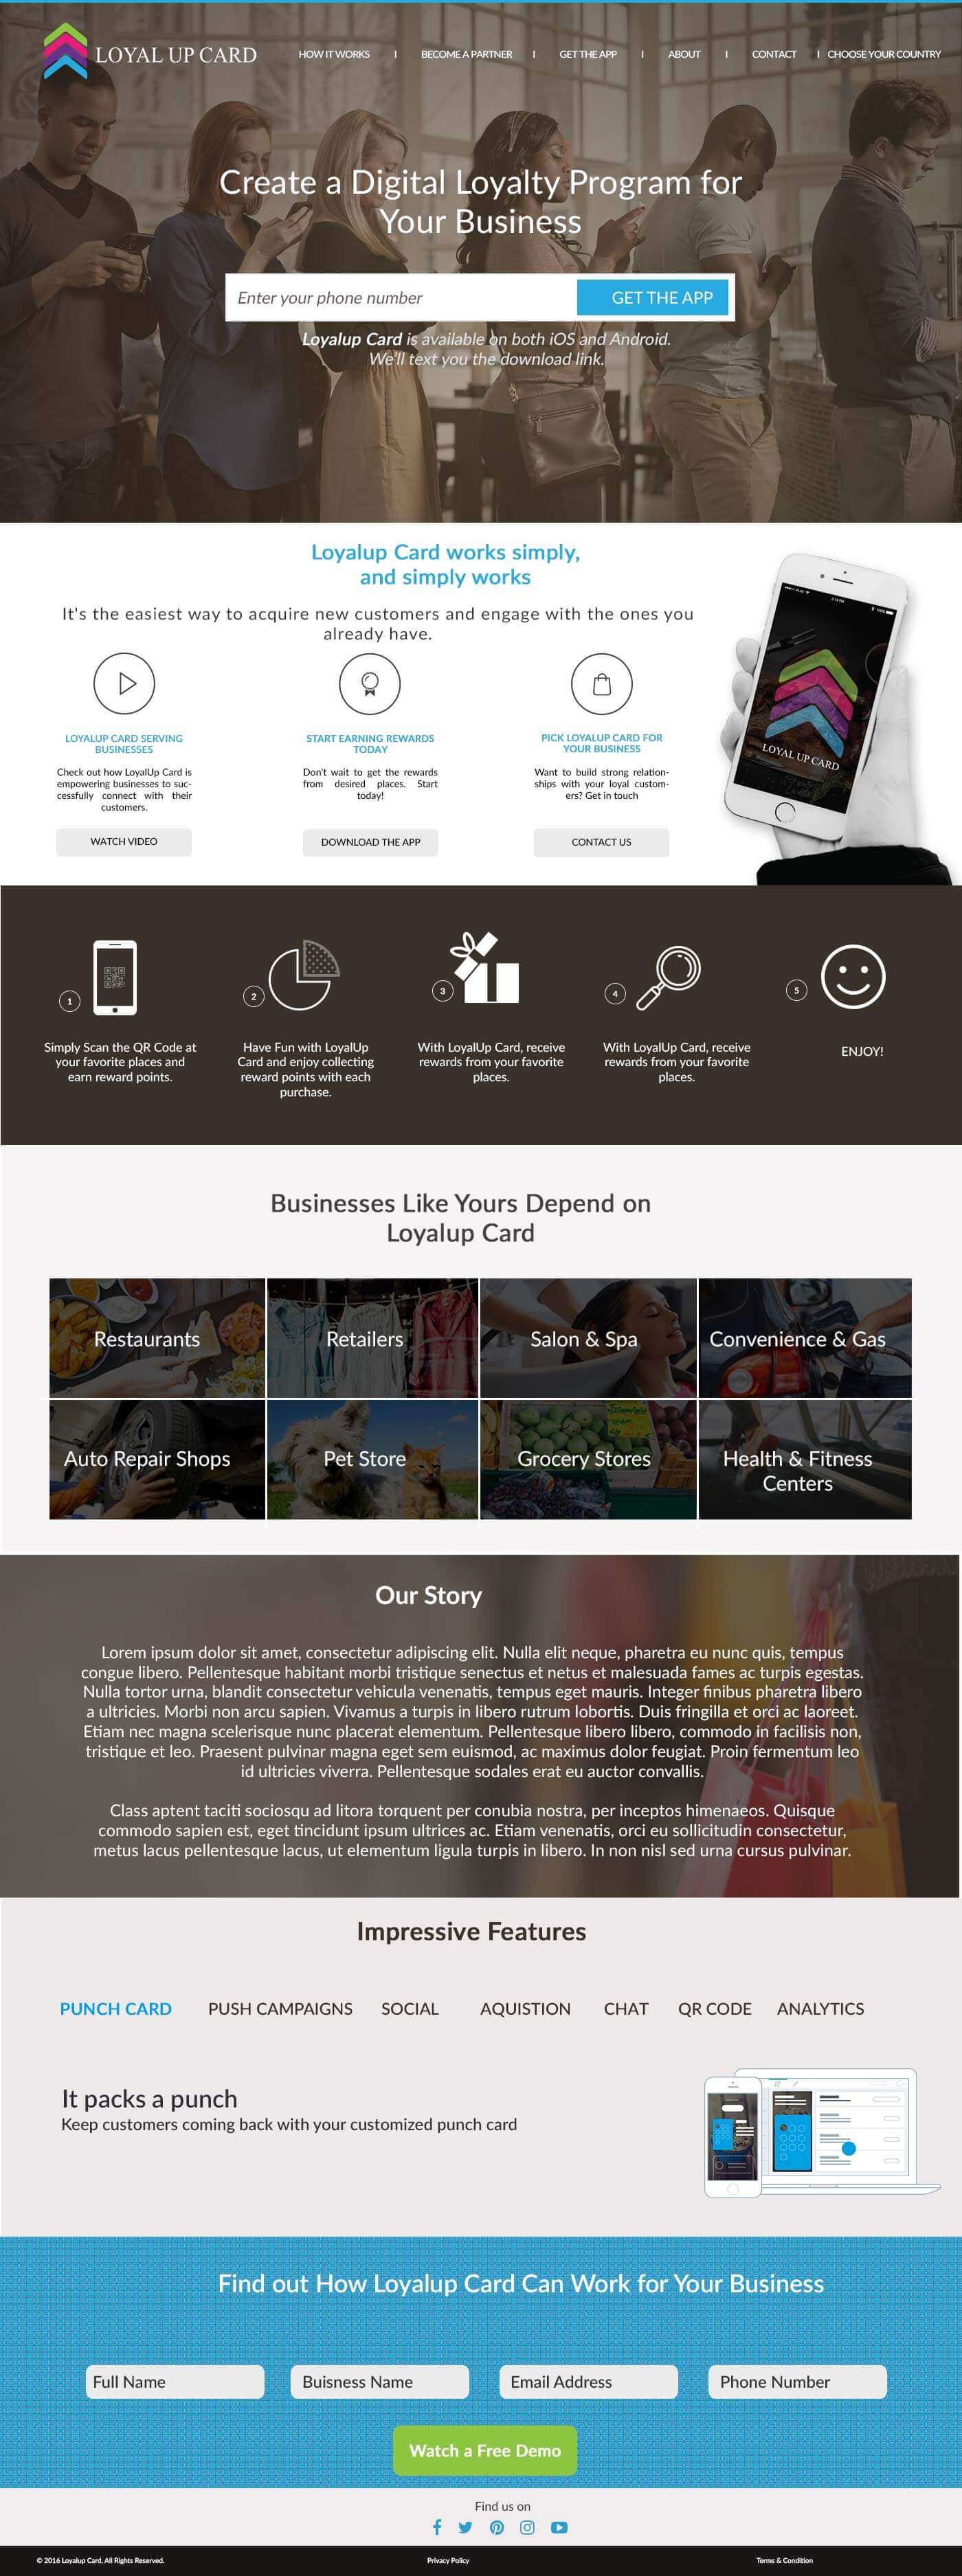 LOYAL UP CARD
HOW IT WORKS | BECOME A PARTNER | GET THE APP | ABOUT | CONTACT | CHOOSE YOUR COUNTRY
Create a Digital Loyalty Program for
Your Business
Enter your phone number
GET THE APP
Loyalup Card is available on both iOS and Android.
We'll text you the download link.
Loyalup Card works simply,
and simply works
It's the easiest way to acquire new customers and engage with the ones you
already have.
LOYAL UP CARD
LOYALUP CARD SERVING
BUSINESSES
Check out how LoyalUp Card is
empowering businesses to suc-
cessfully connect with their
customers.
WATCH VIDEO
START EARNING REWARDS
TODAY
Don't wait to get the rewards
from desired places. Start
today!
DOWNLOAD THE APP
PICK LOYALUP CARD FOR
YOUR BUSINESS
Want to build strong relation-
ships with your loyal custom-
ers? Get in touch
CONTACT US
1
Simply Scan the QR Code at
your favorite places and
earn reward points.
2
Have Fun with LoyalUp
Card and enjoy collecting
reward points with each
purchase.
3
With LoyalUp Card, receive
rewards from your favorite
places.
4
With LoyalUp Card, receive
rewards from your favorite
places.
5
ENJOY!
Businesses Like Yours Depend on
Loyalup Card
Restaurants
Retailers
Salon & Spa
Convenience & Gas
Auto Repair Shops
Pet Store
Grocery Stores
Health & Fitness
Centers
Our Story
Lorem ipsum dolor sit amet, consectetur adipiscing elit. Nulla elit neque, pharetra eu nunc quis, tempus
congue libero. Pellentesque habitant morbi tristique senectus et netus et malesuada fames ac turpis egestas.
Nulla tortor urna, blandit consectetur vehicula venenatis, tempus eget mauris. Integer finibus pharetra libero
a ultricies. Morbi non arcu sapien. Vivamus a turpis in libero rutrum lobortis. Duis fringilla et orci ac laoreet.
Etiam nec magna scelerisque nunc placerat elementum. Pellentesque libero libero, commodo in facilisis non,
tristique et leo. Praesent pulvinar magna eget sem euismod, ac maximus dolor feugiat. Proin fermentum leo
id ultricies viverra. Pellentesque sodales erat eu auctor convallis.
Class aptent taciti sociosqu ad litora torquent per conubia nostra, per inceptos himenaeos. Quisque
commodo sapien est, eget tincidunt ipsum ultrices ac. Etiam venenatis, orci eu sollicitudin consectetur,
metus lacus pellentesque lacus, ut elementum ligula turpis in libero. In non nisl sed urna cursus pulvinar.
Impressive Features
PUNCH CARD PUSH CAMPAIGNS SOCIAL AQUISTION CHAT QR CODE ANALYTICS
It packs a punch
Keep customers coming back with your customized punch card
Find out How Loyalup Card Can Work for Your Business
Full Name
Buisness Name
Email Address
Phone Number
Watch a Free Demo
Find us on
© 2016 Loyalup Card, All Rights Reserved.
Privacy Policy
Terms & Condition